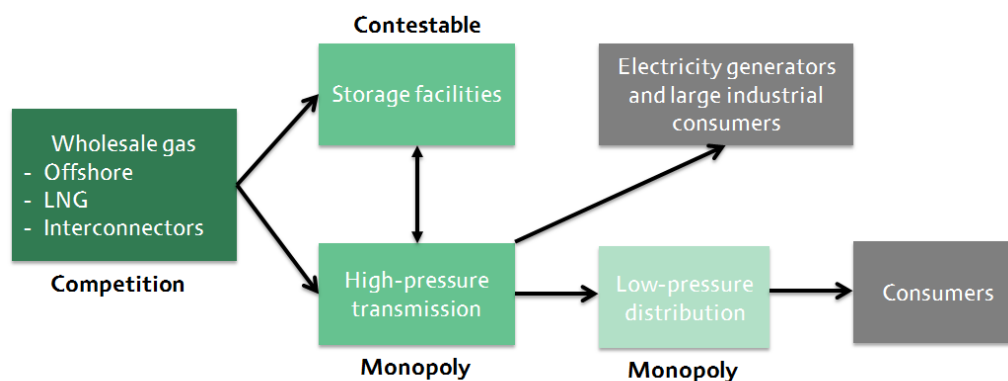 Contestable
Storage facilities
Electricity generators
and large industrial
consumers
Wholesale gas
- Offshore
- LNG
- Interconnectors
Competition
High-pressure
transmission
Monopoly
Low-pressure
distribution
Monopoly
Consumers